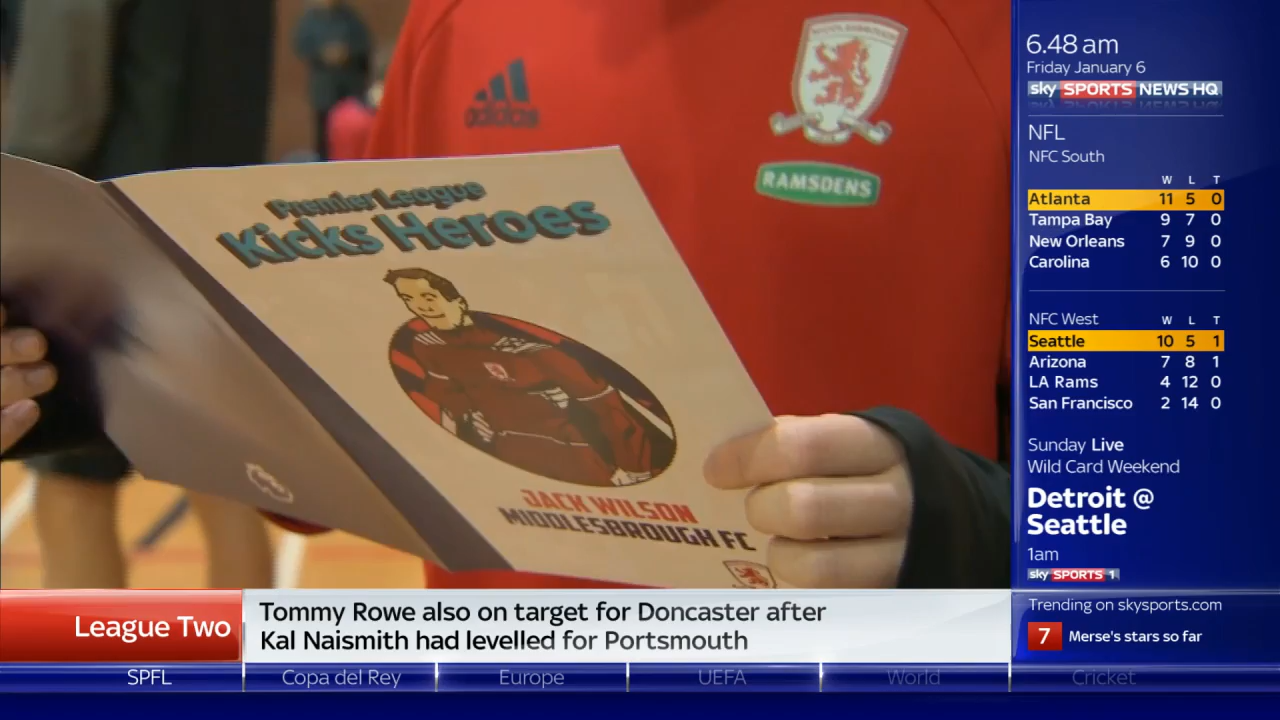 adidas
RAMSDENS
Premier League
Kicks Heroes
JACK WILSON
MIDDLESBROUGH FC
6.48 am
Friday January 6
sky SPORTS NEWS HQ
NFL
NFC South
W L T
Atlanta 11 5 0
Tampa Bay 9 7 0
New Orleans 7 9 0
Carolina 6 10 0
NFC West W L T
Seattle 10 5 1
Arizona 7 8 1
LA Rams 4 12 0
San Francisco 2 14 0
Sunday Live
Wild Card Weekend
Detroit @
Seattle
1am
sky SPORTS 1
Trending on skysports.com
7 Merse's stars so far
League Two
Tommy Rowe also on target for Doncaster after
Kal Naismith had levelled for Portsmouth
SPFL Copa del Rey Europe UEFA World Cricket